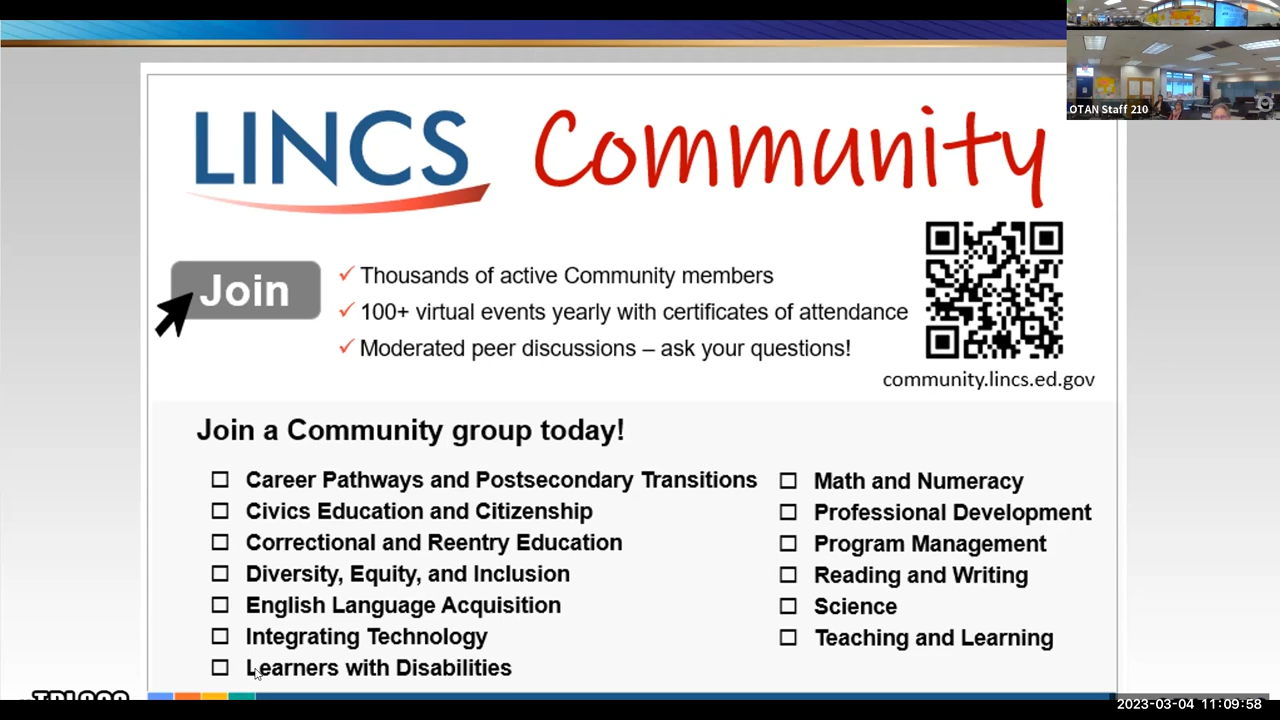 LINCS Community
OTAN Staff 210
Join
Thousands of active Community members
100+ virtual events yearly with certificates of attendance
Moderated peer discussions – ask your questions!
community.lincs.ed.gov
Join a Community group today!
Career Pathways and Postsecondary Transitions
Civics Education and Citizenship
Correctional and Reentry Education
Diversity, Equity, and Inclusion
English Language Acquisition
Integrating Technology
Learners with Disabilities
Math and Numeracy
Professional Development
Program Management
Reading and Writing
Science
Teaching and Learning
2023-03-04 11:09:58